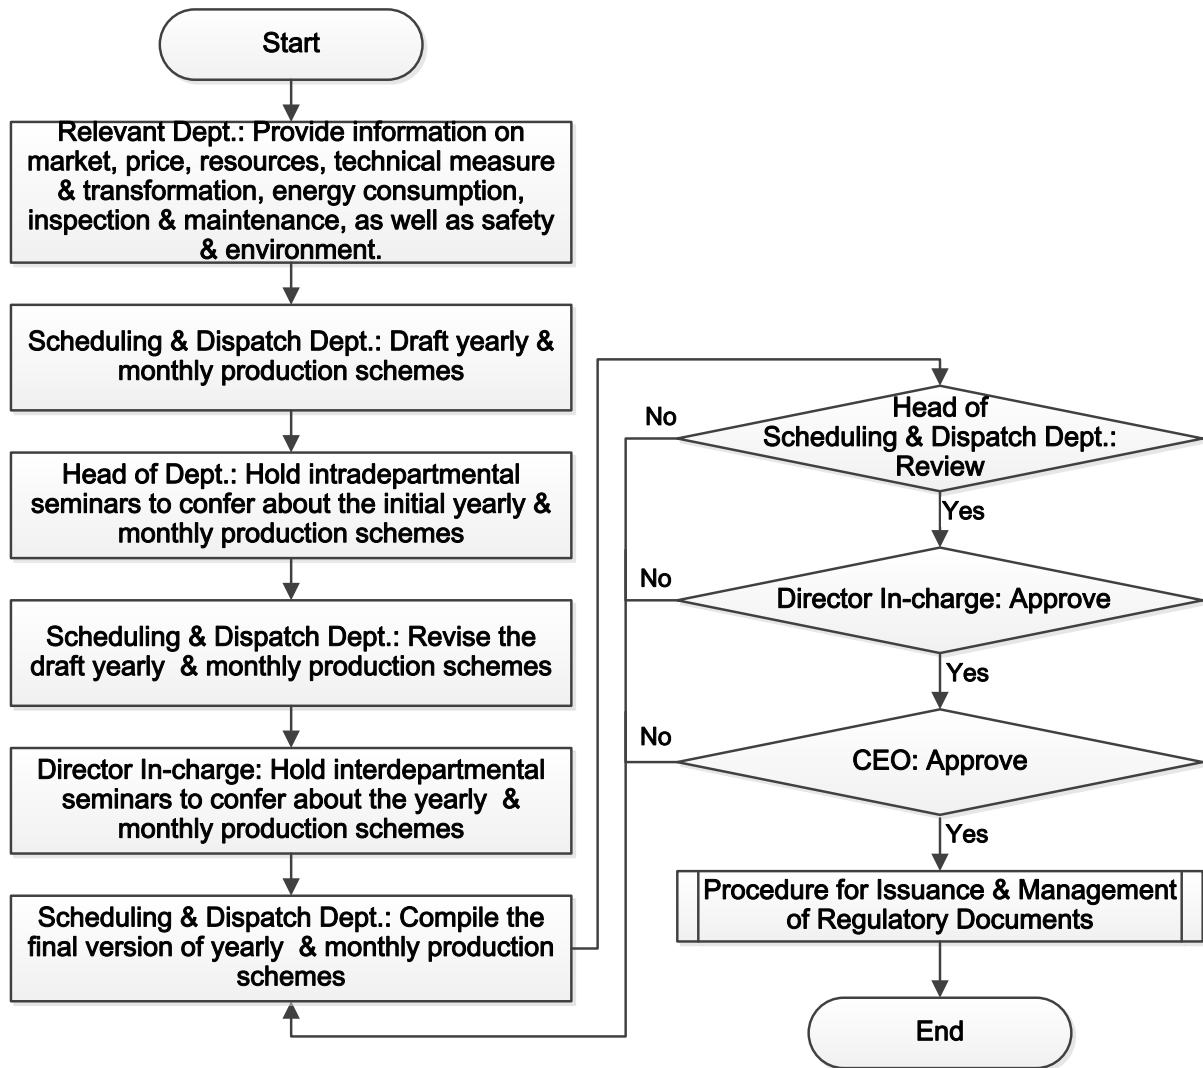 Start
Relevant Dept.: Provide information on
market, price, resources, technical measure
& transformation, energy consumption,
inspection & maintenance, as well as safety
& environment.
Scheduling & Dispatch Dept.: Draft yearly &
monthly production schemes
Head of Dept.: Hold intradepartmental
seminars to confer about the initial yearly &
monthly production schemes
Scheduling & Dispatch Dept.: Revise the
draft yearly  & monthly production schemes
Director In-charge: Hold interdepartmental
seminars to confer about the yearly  &
monthly production schemes
Scheduling & Dispatch Dept.: Compile the
final version of yearly  & monthly production
schemes
No
Head of
Scheduling & Dispatch Dept.:
Review
Yes
No
Director In-charge: Approve
Yes
No
CEO: Approve
Yes
Procedure for Issuance & Management
of Regulatory Documents
End